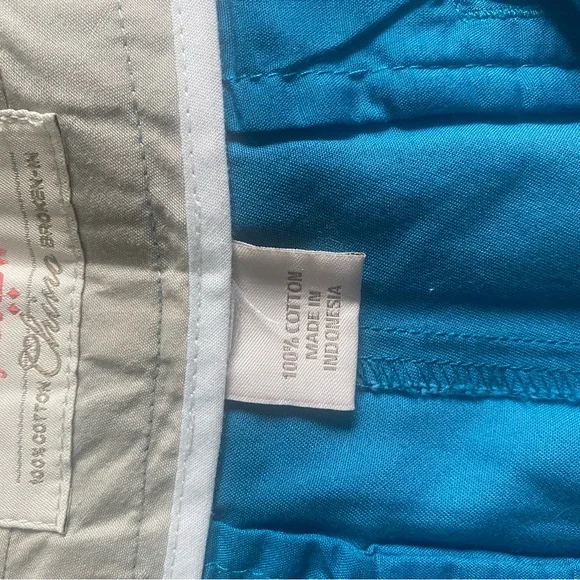 Chino
100% COTTON BROKEN-IN
100% COTTON
MADE IN
INDONESIA